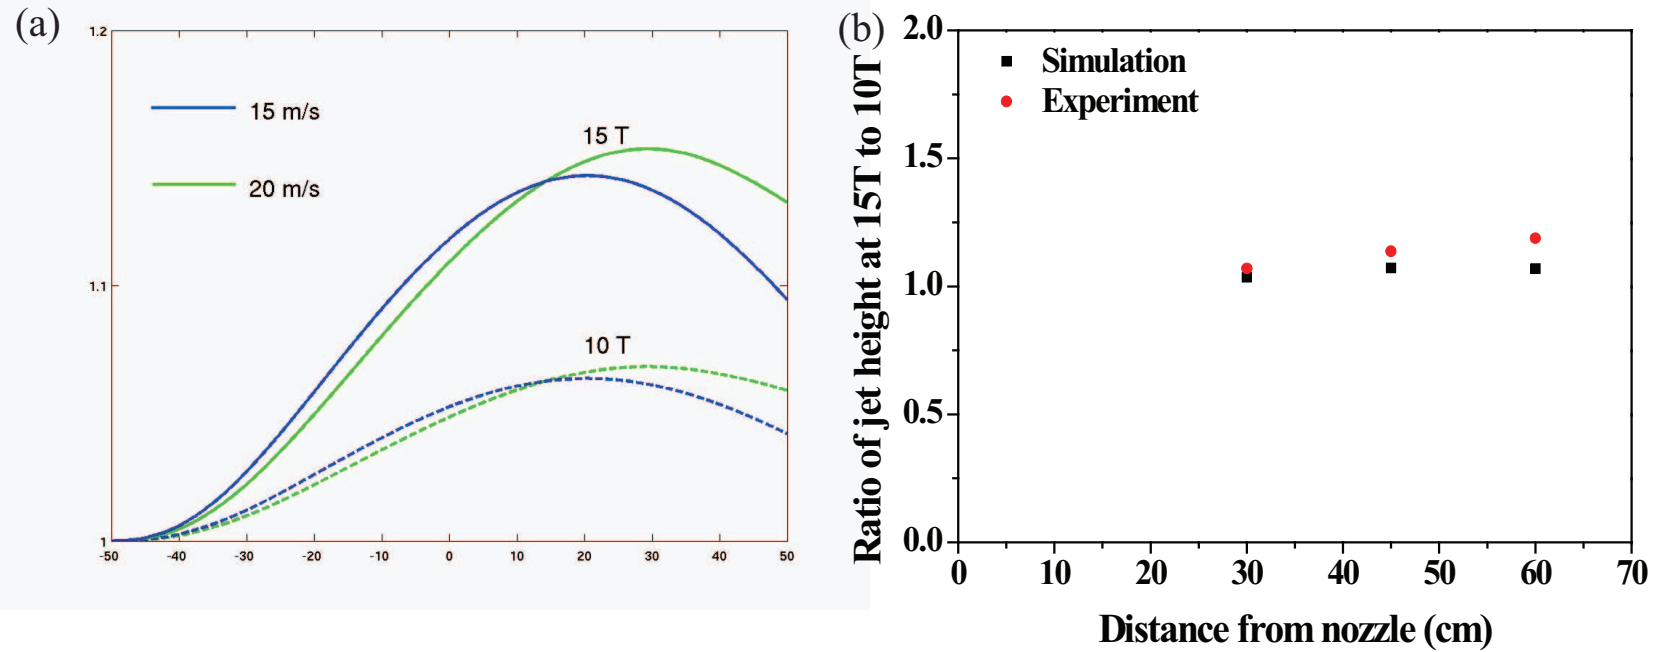 (a)
1.2
1.1
1
15 m/s
20 m/s
15 T
10 T
-50 -40 -30 -20 -10 0 10 20 30 40 50
(b)
Ratio of jet height at 15T to 10T
2.0
1.5
1.0
0.5
0.0
Simulation
Experiment
0 10 20 30 40 50 60 70
Distance from nozzle (cm)